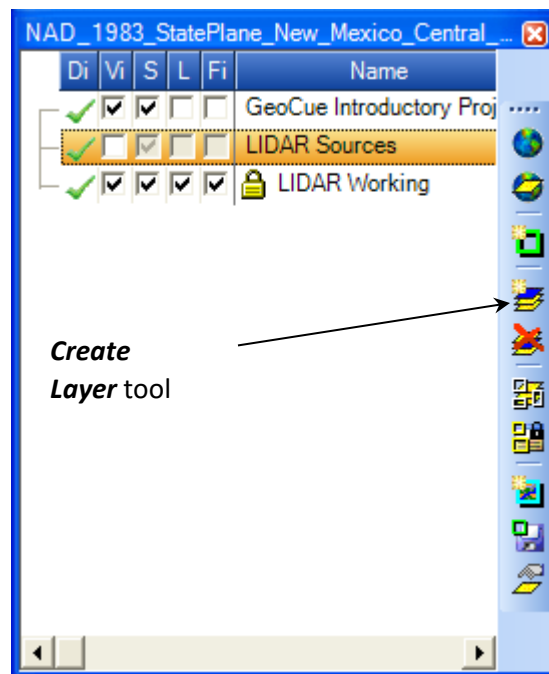 NAD_1983_StatePlane_New_Mexico_Central_...
Di Vi S L Fi Name
GeoCue Introductory Proj
LIDAR Sources
LIDAR Working
Create
Layer tool